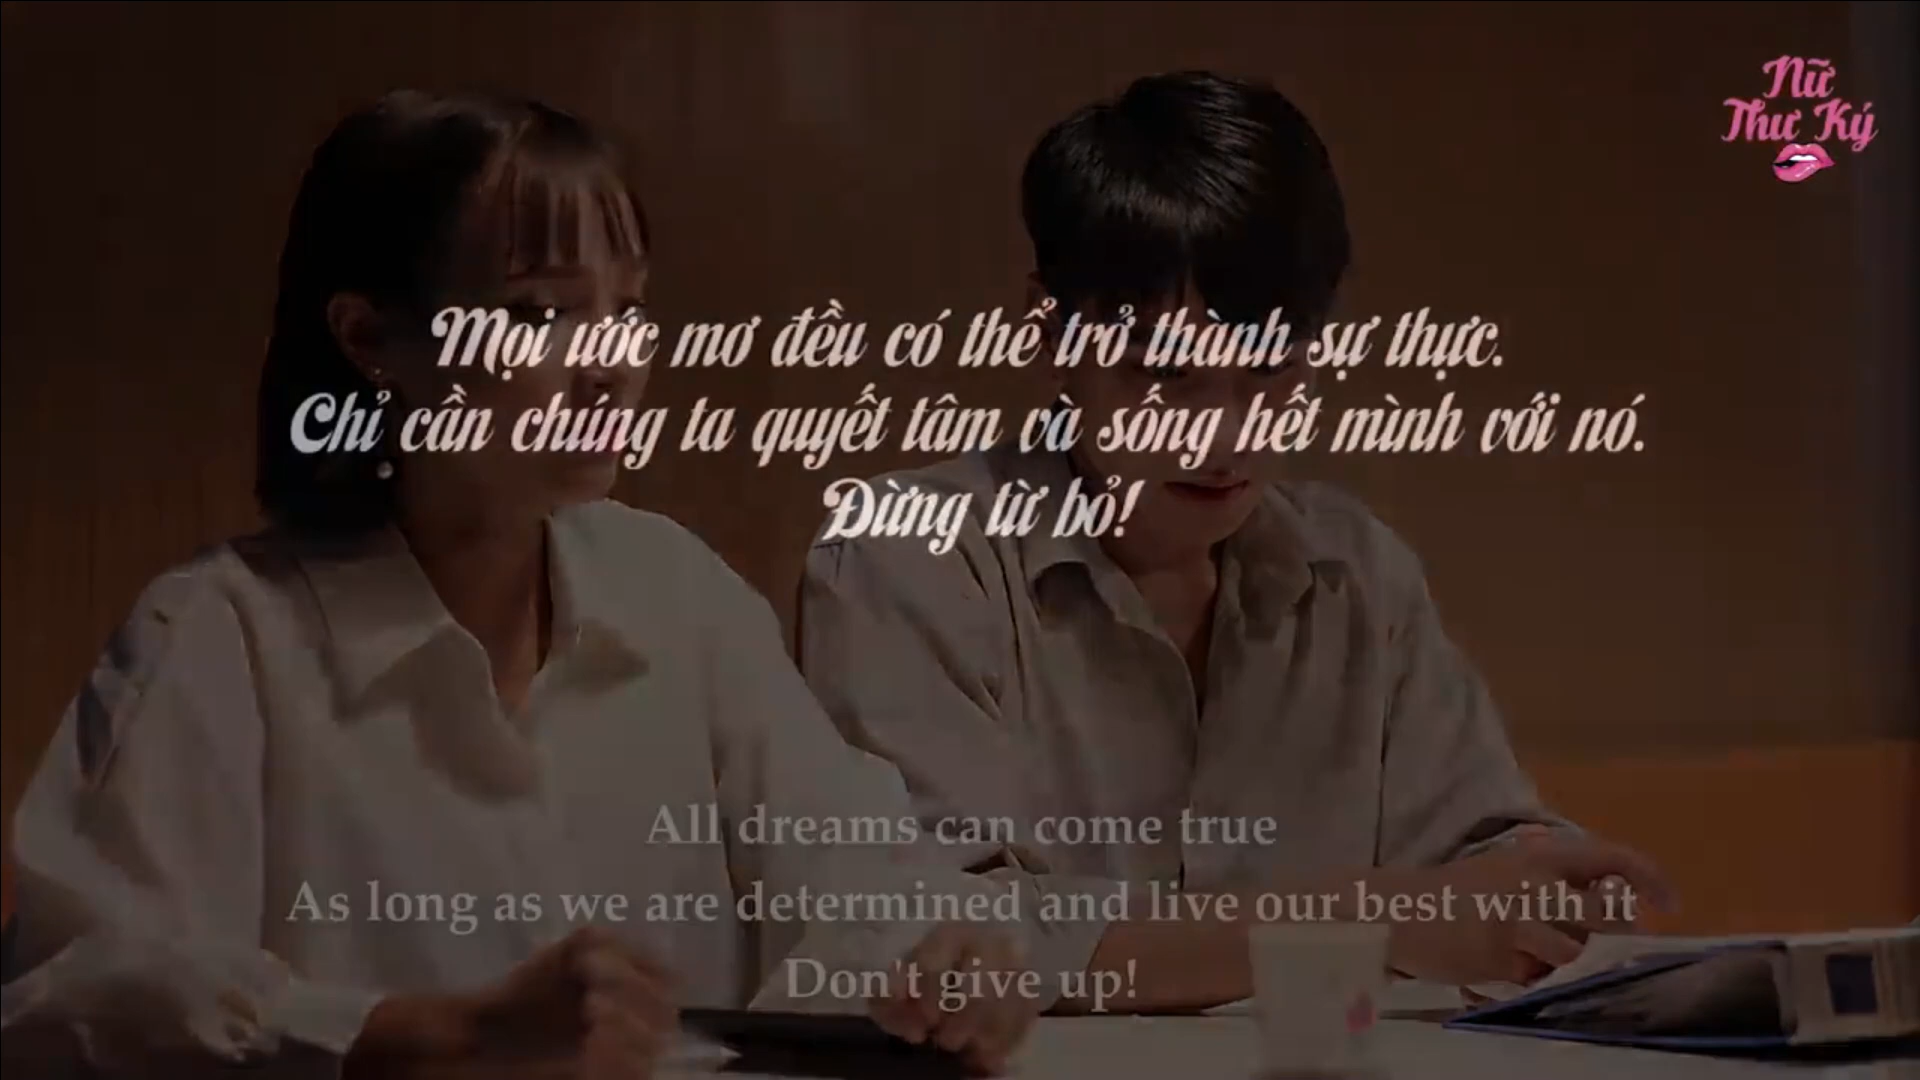 Nữ
Thư Ký
Mọi ước mơ đều có thể trở thành sự thực.
Chỉ cần chúng ta quyết tâm và sống hết mình với nó.
Đừng từ bỏ!
All dreams can come true
As long as we are determined and live our best with it
Don't give up!